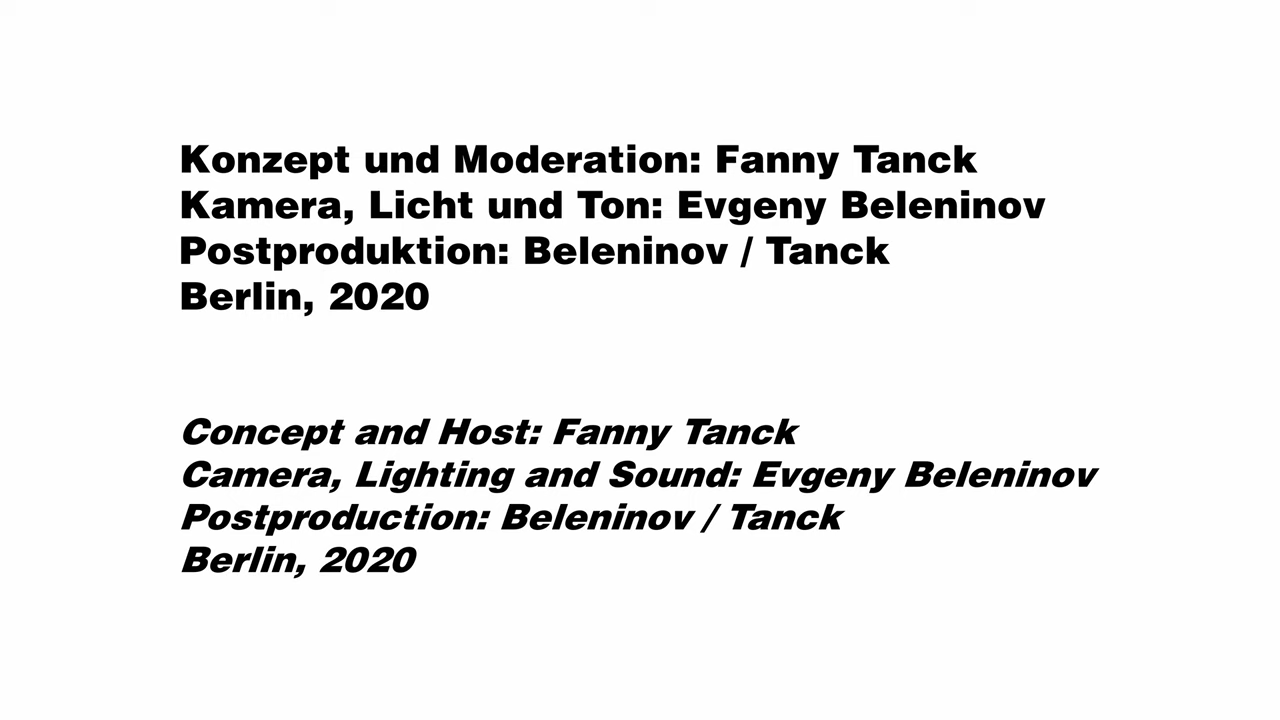 Konzept und Moderation: Fanny Tanck
Kamera, Licht und Ton: Evgeny Beleninov
Postproduktion: Beleninov / Tanck
Berlin, 2020
Concept and Host: Fanny Tanck
Camera, Lighting and Sound: Evgeny Beleninov
Postproduction: Beleninov / Tanck
Berlin, 2020